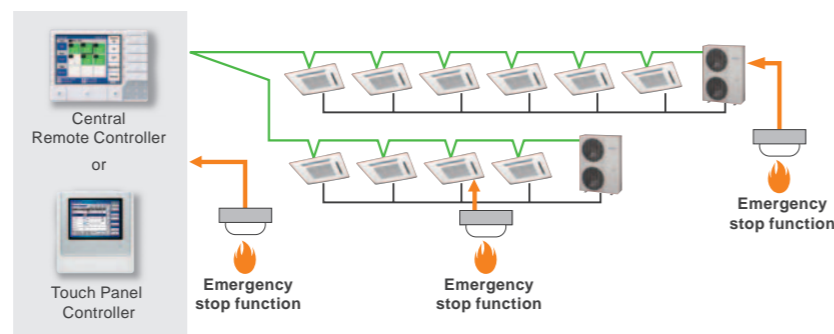 Central
Remote Controller
or
Touch Panel
Controller
Emergency
stop function
Emergency
stop function
Emergency
stop function